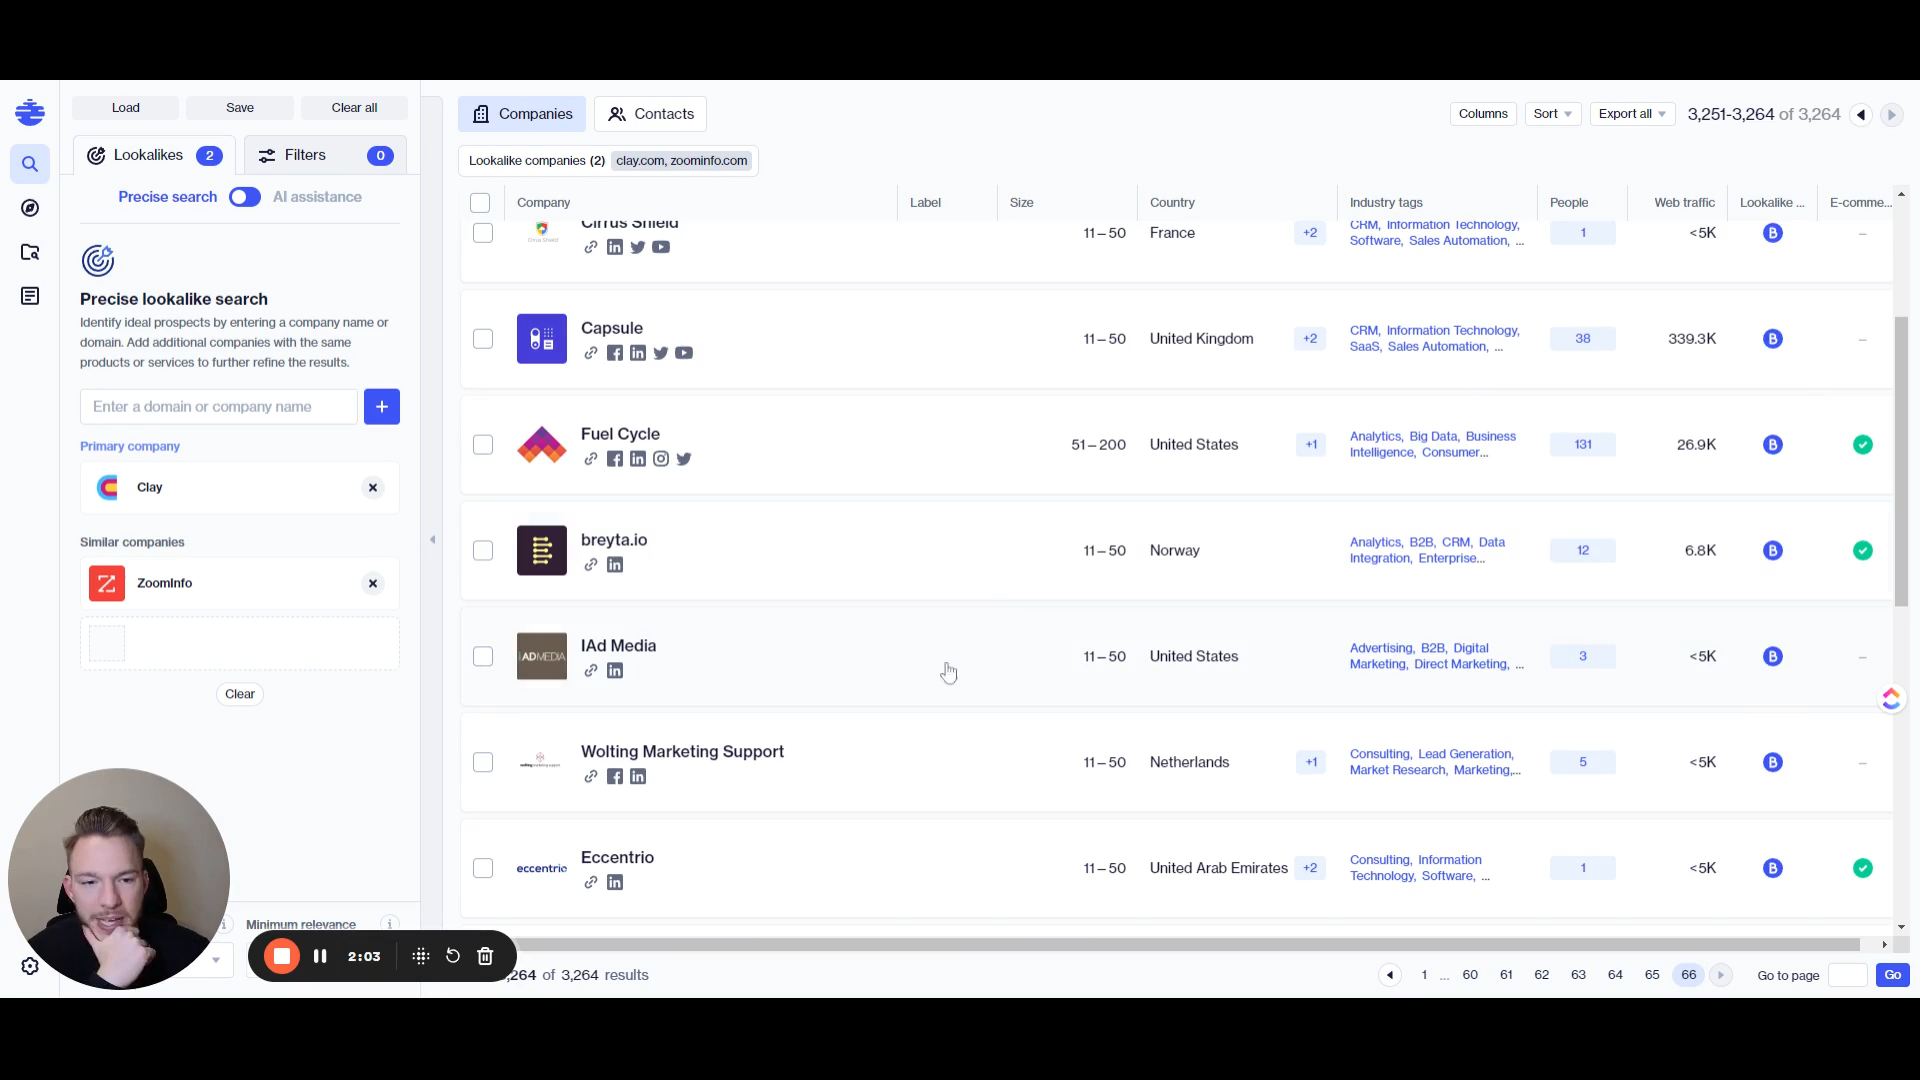 Load
Save
Clear all
Lookalikes 2
Filters 0
Precise search
AI assistance
Precise lookalike search
Identify ideal prospects by entering a company name or
domain. Add additional companies with the same
products or services to further refine the results.
Enter a domain or company name
+
Primary company
Clay
Similar companies
ZoomInfo
Clear
Minimum relevance
2:03
Companies
Contacts
Columns
Sort
Export all
3,251-3,264 of 3,264
Lookalike companies (2) clay.com, zoominfo.com
Company
Label
Size
Country
Industry tags
People
Web traffic
Lookalike ...
E-comme...
Cirrus Shield
11–50
France
+2
CRM, Information Technology,
Software, Sales Automation, ...
1
<5K
B
–
Capsule
11–50
United Kingdom
+2
CRM, Information Technology,
SaaS, Sales Automation, ...
38
339.3K
B
–
Fuel Cycle
51–200
United States
+1
Analytics, Big Data, Business
Intelligence, Consumer...
131
26.9K
B
breyta.io
11–50
Norway
Analytics, B2B, CRM, Data
Integration, Enterprise...
12
6.8K
B
iADMEDIA
IAd Media
11–50
United States
Advertising, B2B, Digital
Marketing, Direct Marketing, ...
3
<5K
B
–
Wolting Marketing Support
11–50
Netherlands
+1
Consulting, Lead Generation,
Market Research, Marketing,...
5
<5K
B
–
eccentrio
Eccentrio
11–50
United Arab Emirates
+2
Consulting, Information
Technology, Software, ...
1
<5K
B
,264 of 3,264 results
1 ... 60 61 62 63 64 65 66
Go to page
Go